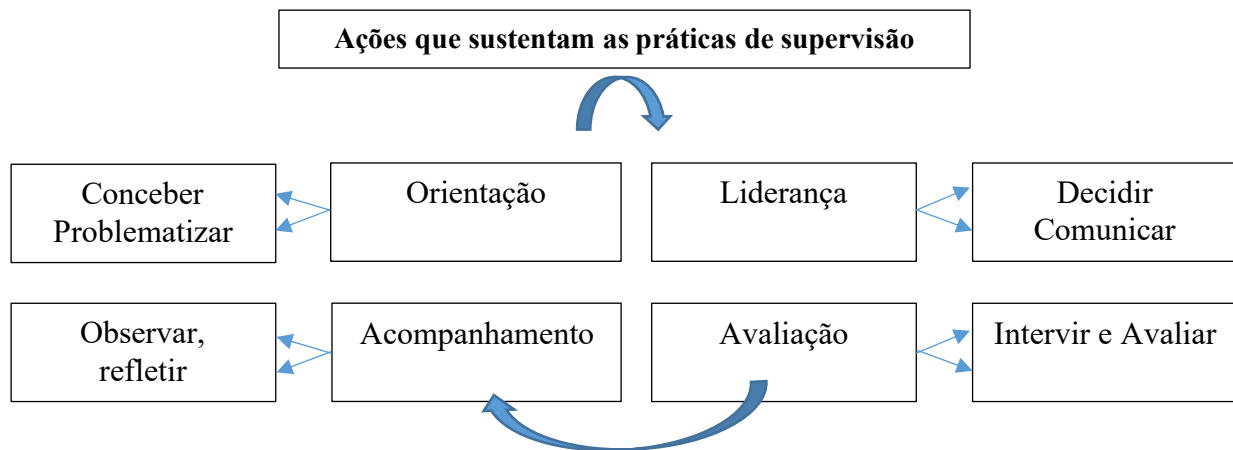 Ações que sustentam as práticas de supervisão
Conceber
Problematizar
Orientação
Liderança
Decidir
Comunicar
Observar,
refletir
Acompanhamento
Avaliação
Intervir e Avaliar